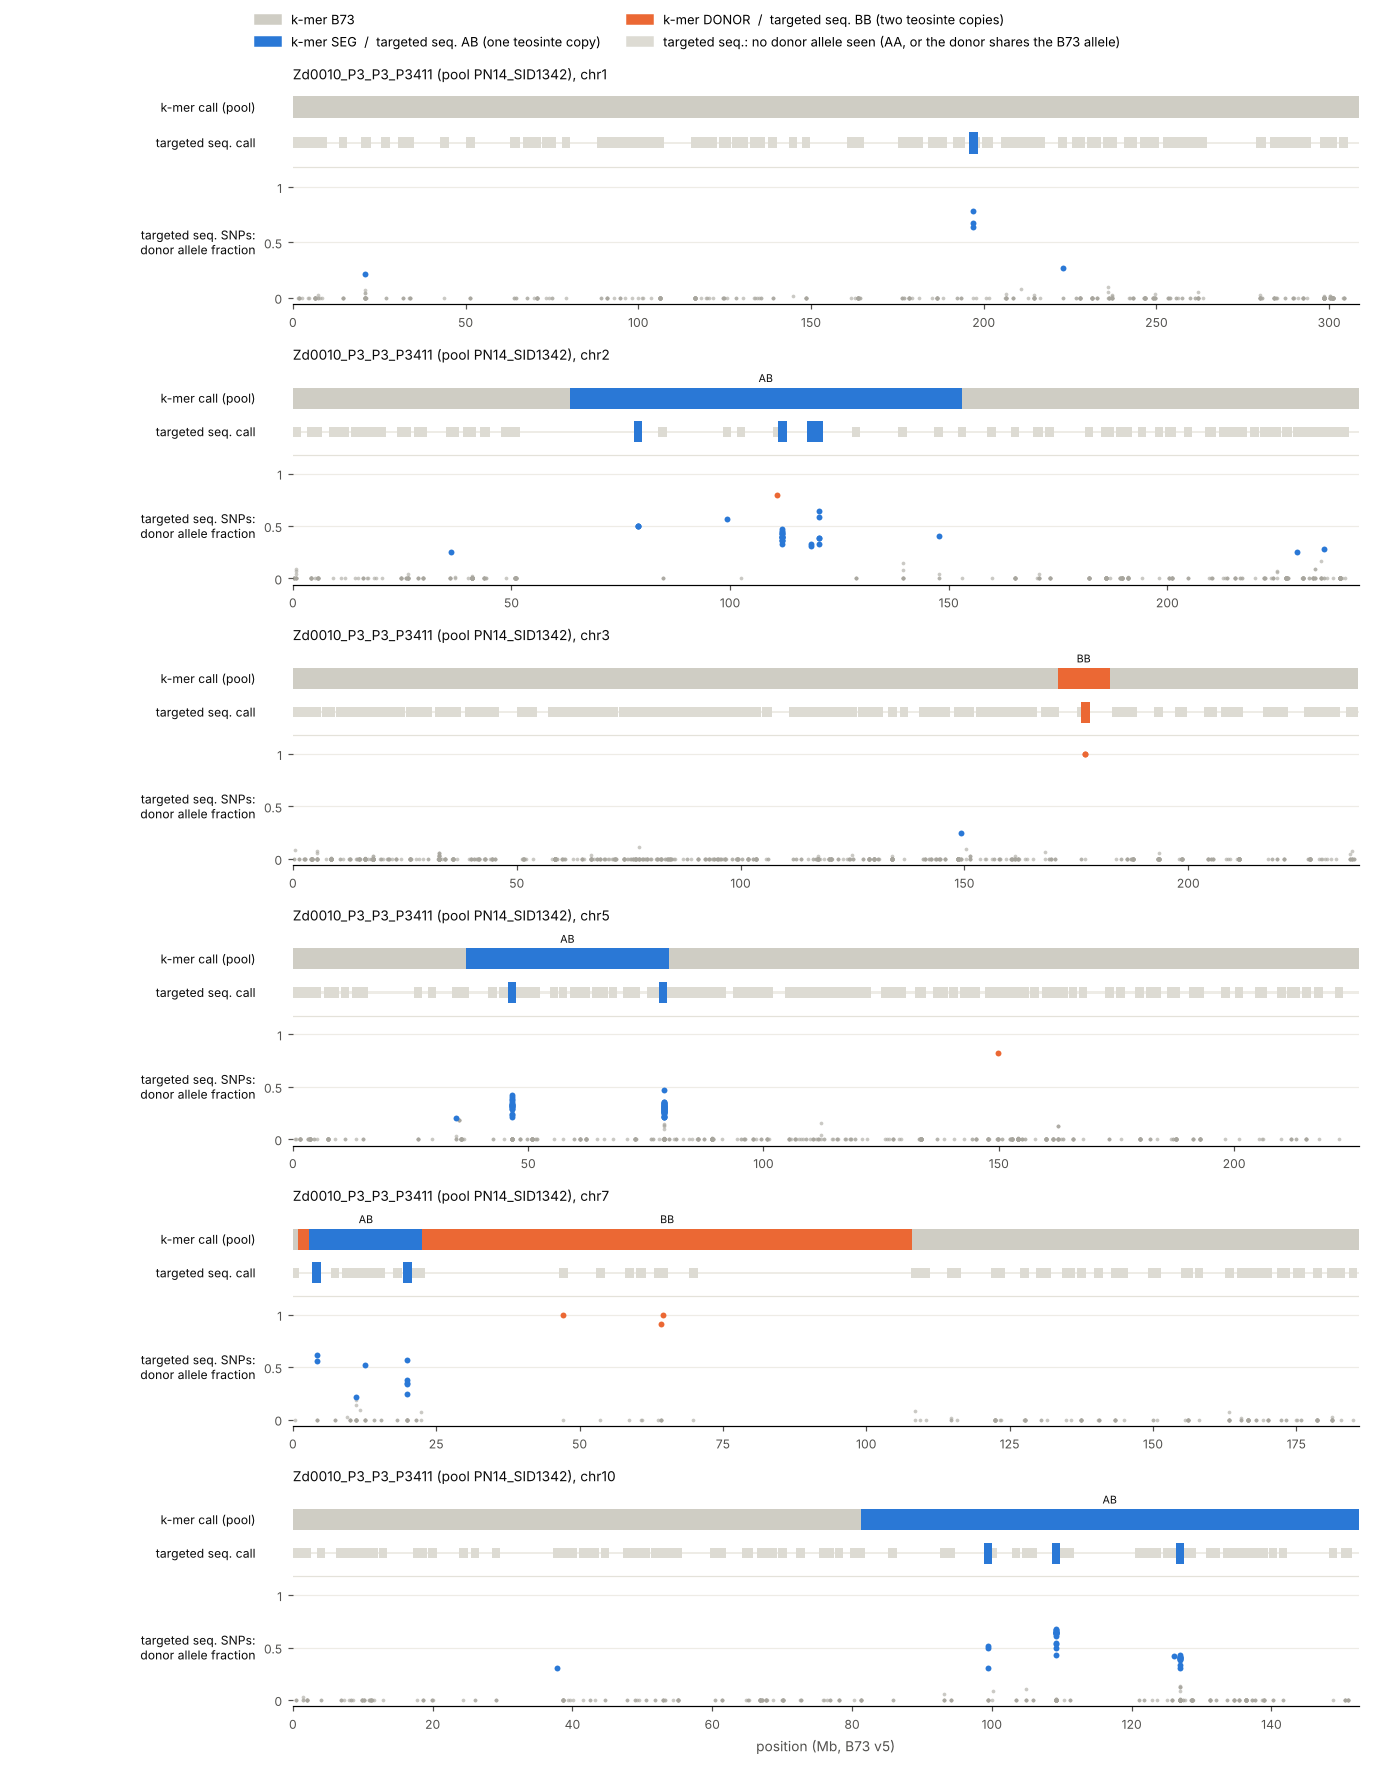 k-mer B73
k-mer DONOR / targeted seq. BB (two teosinte copies)
k-mer SEG / targeted seq. AB (one teosinte copy)
targeted seq.: no donor allele seen (AA, or the donor shares the B73 allele)
Zd0010_P3_P3_P3411 (pool PN14_SID1342), chr1
k-mer call (pool)
targeted seq. call
1
targeted seq. SNPs:
donor allele fraction
0.5
0
0 50 100 150 200 250 300
Zd0010_P3_P3_P3411 (pool PN14_SID1342), chr2
AB
k-mer call (pool)
targeted seq. call
1
targeted seq. SNPs:
donor allele fraction
0.5
0
0 50 100 150 200
Zd0010_P3_P3_P3411 (pool PN14_SID1342), chr3
BB
k-mer call (pool)
targeted seq. call
1
targeted seq. SNPs:
donor allele fraction
0.5
0
0 50 100 150 200
Zd0010_P3_P3_P3411 (pool PN14_SID1342), chr5
AB
k-mer call (pool)
targeted seq. call
1
targeted seq. SNPs:
donor allele fraction
0.5
0
0 50 100 150 200
Zd0010_P3_P3_P3411 (pool PN14_SID1342), chr7
AB BB
k-mer call (pool)
targeted seq. call
1
targeted seq. SNPs:
donor allele fraction
0.5
0
0 25 50 75 100 125 150 175
Zd0010_P3_P3_P3411 (pool PN14_SID1342), chr10
AB
k-mer call (pool)
targeted seq. call
1
targeted seq. SNPs:
donor allele fraction
0.5
0
0 20 40 60 80 100 120 140
position (Mb, B73 v5)